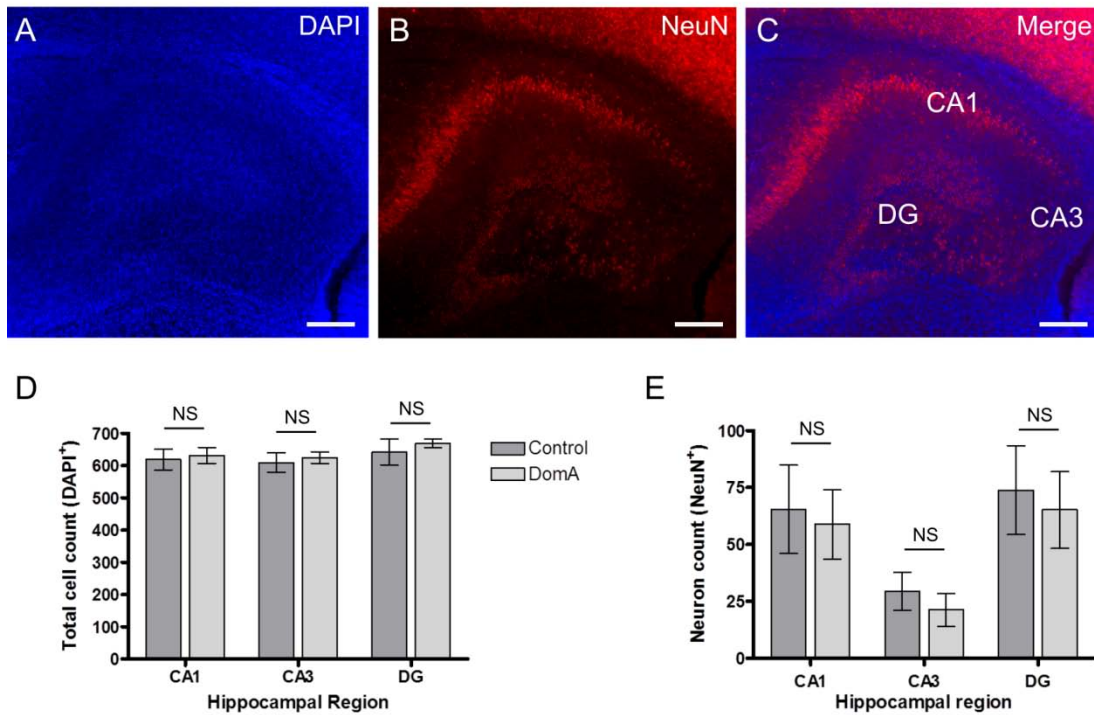 A
DAPI
B
NeuN
C
Merge
CA1
DG
CA3
D
NS
NS
NS
Total cell count (DAPI⁺)
700
600
500
400
300
200
100
0
CA1
CA3
DG
Hippocampal Region
Control
DomA
E
NS
NS
NS
Neuron count (NeuN⁺)
100
75
50
25
0
CA1
CA3
DG
Hippocampal region